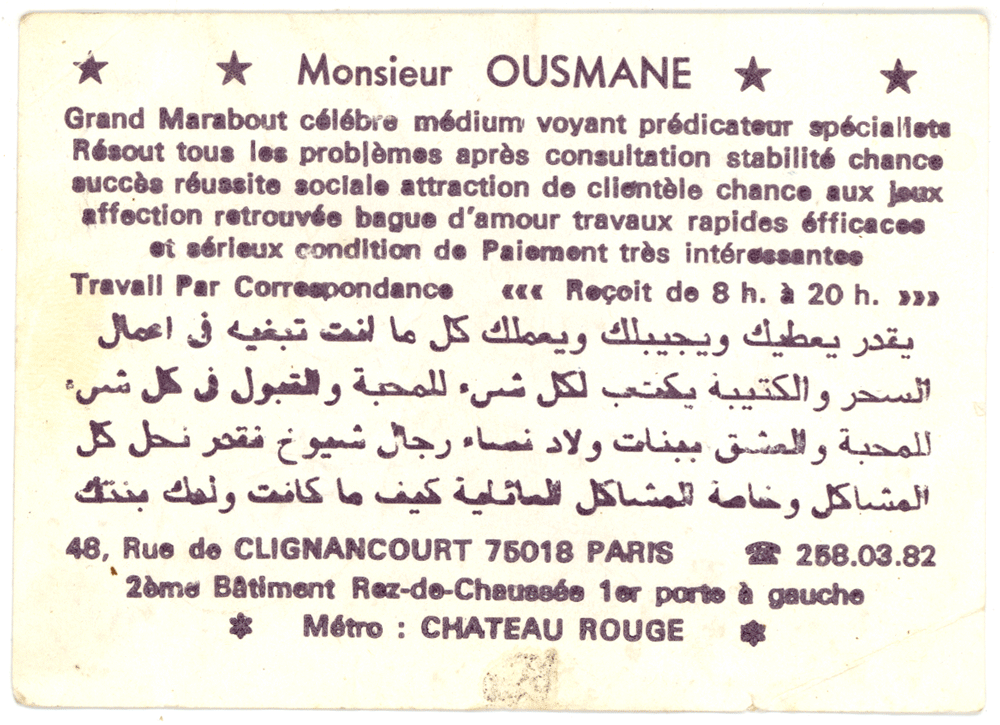 ★ ★ Monsieur OUSMANE ★ ★
Grand Marabout célébre médium voyant prédicateur spécialiste
Résout tous les problèmes après consultation stabilité chance
succès réussite sociale attraction de clientèle chance aux jeux
affection retrouvée bague d'amour travaux rapides éfficaces
et sérieux condition de Paiement très intéressantes
Travail Par Correspondance ««« Reçoit de 8 h. à 20 h. »»»
يقدر يعطيك ويجيبلك ويعملك كل ما انت تبغيه في اعمال
السحر والكتيبة يكتب لكل شيء للمحبة والقبول في كل شيء
للمحبة والعشق ببنات ولاد نصاء رجال شيوخ نقدر نحل كل
المشاكل وخاصة المشاكل العائلية كيف ما كانت ولدك بنتك
48, Rue de CLIGNANCOURT 75018 PARIS ☎ 258.03.82
2ème Bâtiment Rez-de-Chaussée 1er porte à gauche
Métro : CHATEAU ROUGE